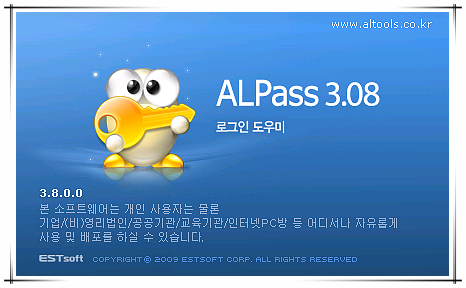 www.altools.co.kr
ALPass 3.08
로그인 도우미
3.8.0.0
본 소프트웨어는 개인 사용자는 물론
기업/(비)영리법인/공공기관/교육기관/인터넷PC방 등 어디서나 자유롭게
사용 및 배포를 하실 수 있습니다.
ESTsoft COPYRIGHT © 2009 ESTSOFT CORP. ALL RIGHTS RESERVED